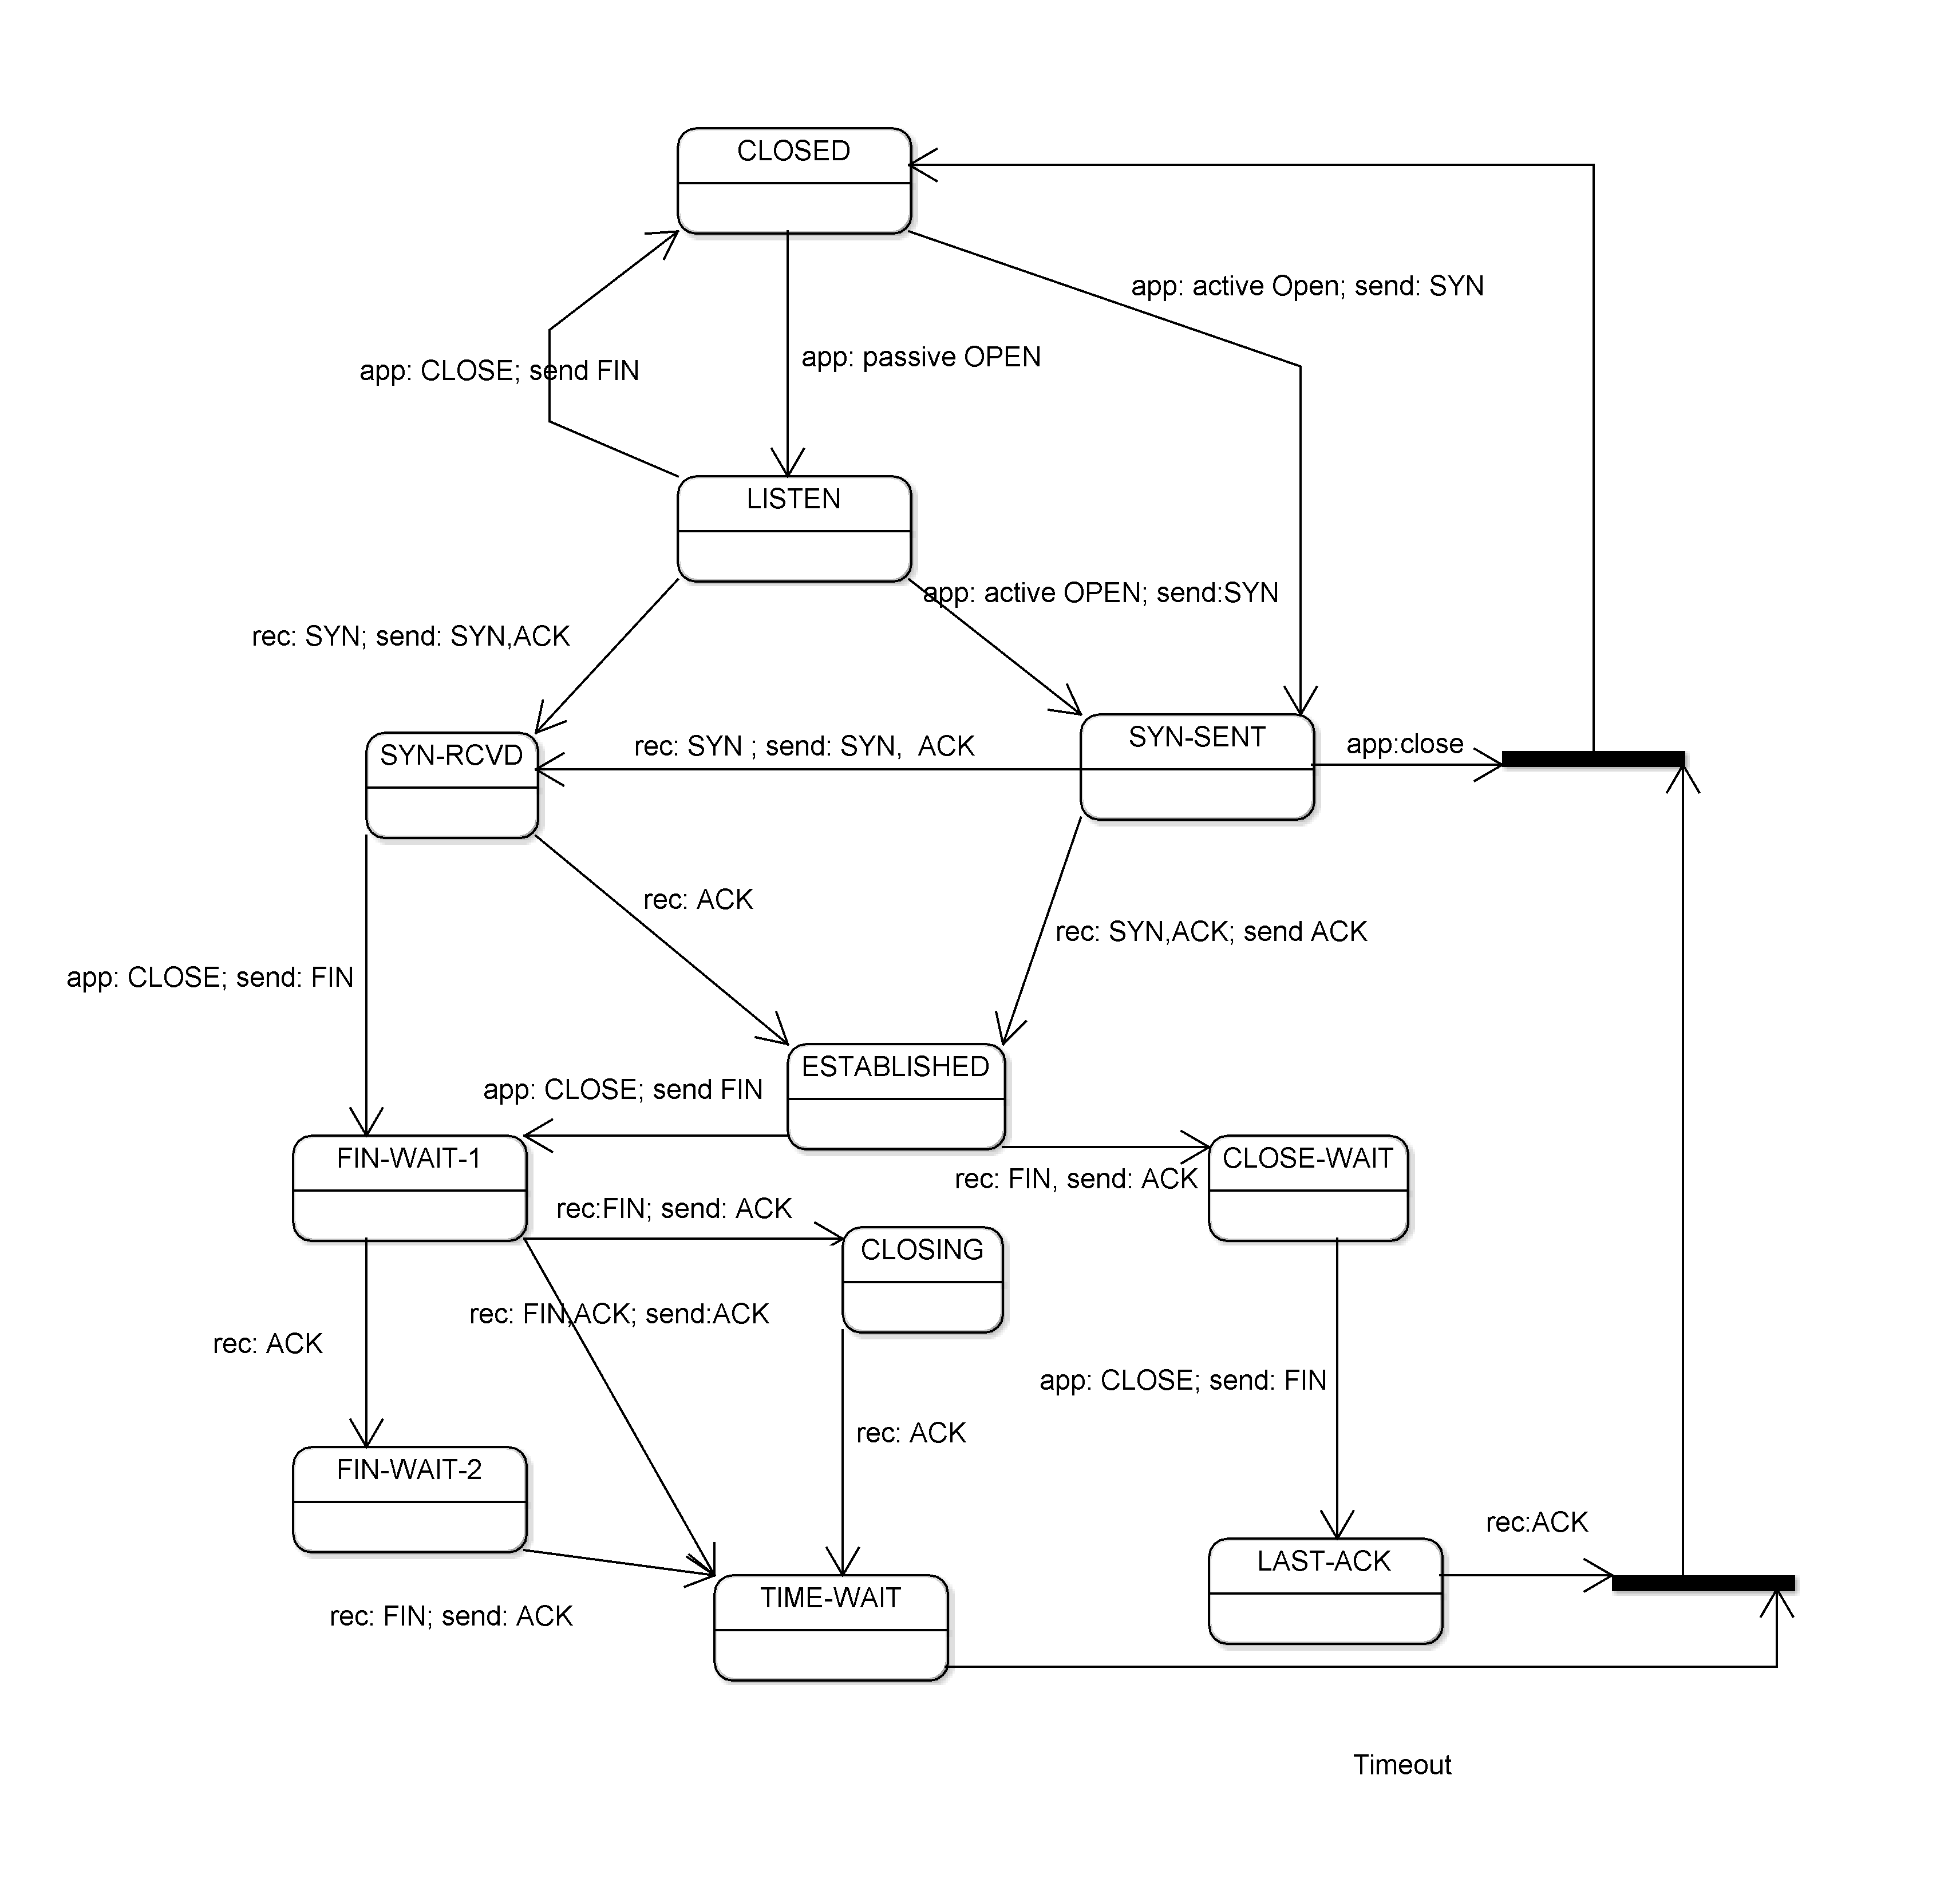 CLOSED
app: active Open; send: SYN
app: passive OPEN
app: CLOSE; send FIN
LISTEN
app: active OPEN; send:SYN
rec: SYN; send: SYN,ACK
SYN-RCVD
rec: SYN ; send: SYN,  ACK
SYN-SENT
app:close
rec: ACK
rec: SYN,ACK; send ACK
app: CLOSE; send: FIN
ESTABLISHED
app: CLOSE; send FIN
FIN-WAIT-1
rec: FIN, send: ACK
CLOSE-WAIT
rec:FIN; send: ACK
CLOSING
rec: FIN,ACK; send:ACK
rec: ACK
app: CLOSE; send: FIN
rec: ACK
FIN-WAIT-2
rec:ACK
LAST-ACK
rec: FIN; send: ACK
TIME-WAIT
Timeout